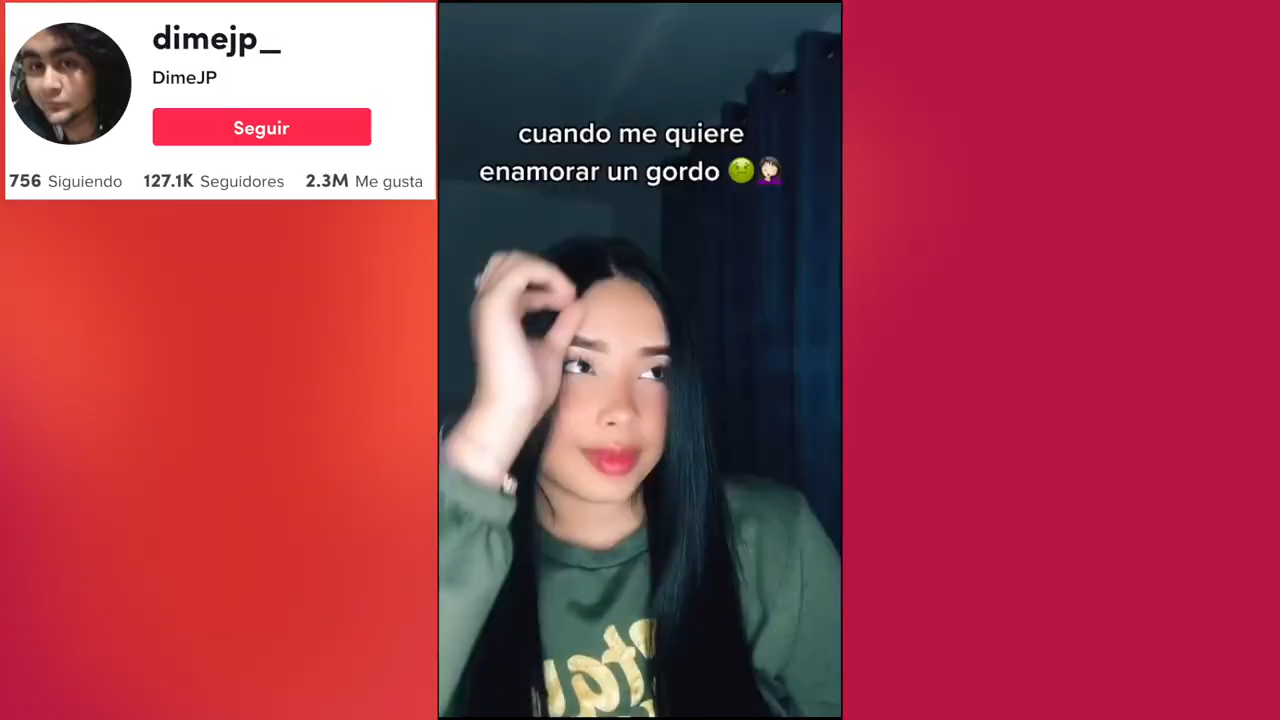 dimejp_
DimeJP
Seguir
756 Siguiendo 127.1K Seguidores 2.3M Me gusta
cuando me quiere
enamorar un gordo 🤢🤦🏻‍♀️